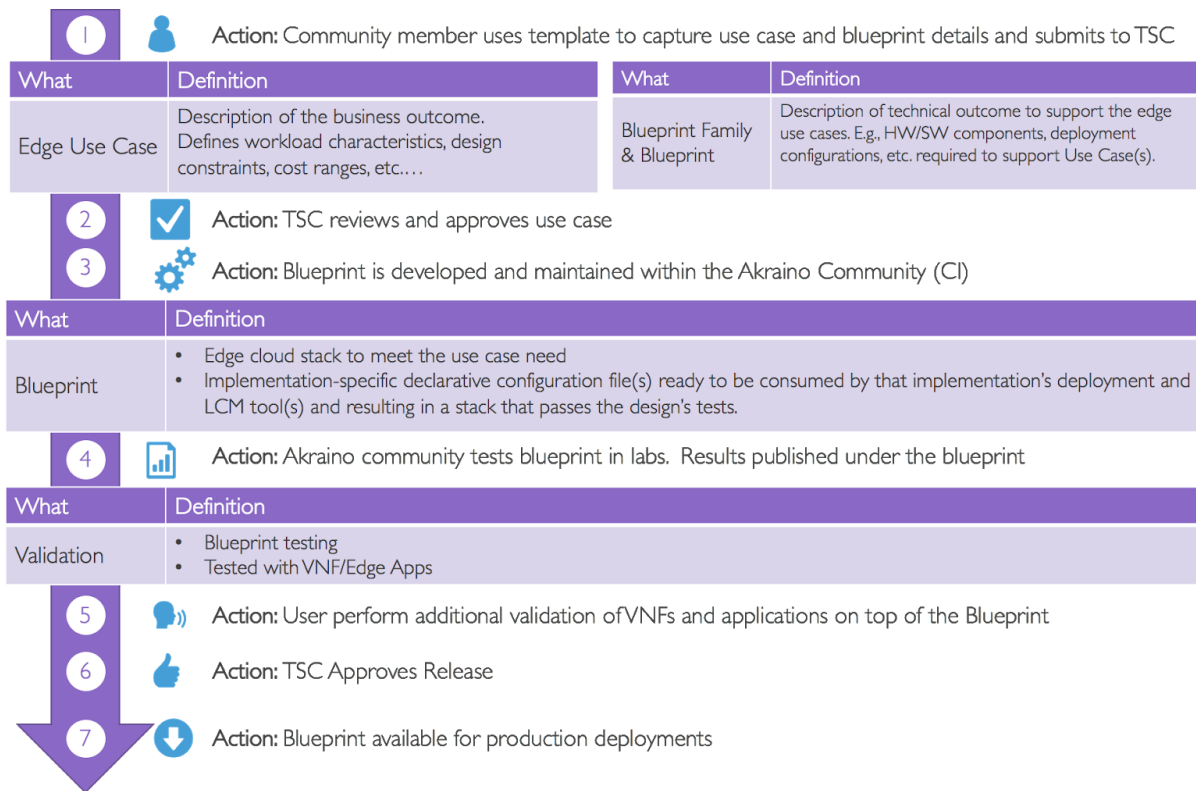 1
Action: Community member uses template to capture use case and blueprint details and submits to TSC
What Definition
Edge Use Case
Description of the business outcome.
Defines workload characteristics, design
constraints, cost ranges, etc.…
What Definition
Blueprint Family
& Blueprint
Description of technical outcome to support the edge
use cases. E.g., HW/SW components, deployment
configurations, etc. required to support Use Case(s).
2
Action: TSC reviews and approves use case
3
Action: Blueprint is developed and maintained within the Akraino Community (CI)
What Definition
Blueprint
• Edge cloud stack to meet the use case need
• Implementation-specific declarative configuration file(s) ready to be consumed by that implementation's deployment and
LCM tool(s) and resulting in a stack that passes the design's tests.
4
Action: Akraino community tests blueprint in labs. Results published under the blueprint
What Definition
Validation
• Blueprint testing
• Tested with VNF/Edge Apps
5
Action: User perform additional validation of VNFs and applications on top of the Blueprint
6
Action: TSC Approves Release
7
Action: Blueprint available for production deployments